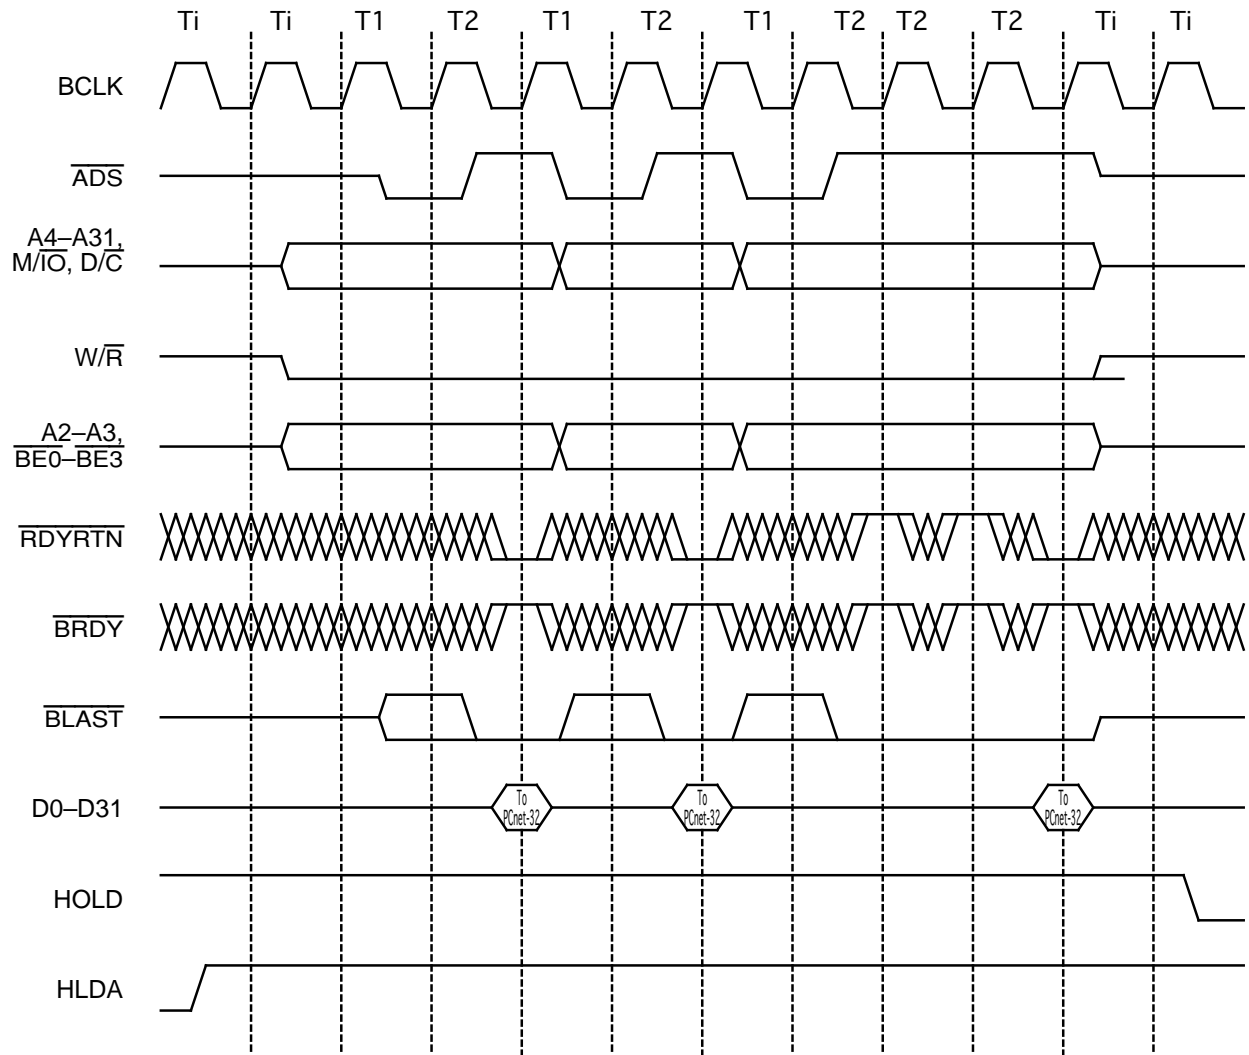 Ti Ti T1 T2 T1 T2 T1 T2 T2 T2 Ti Ti
BCLK
ADS
A4–A31,
M/IO, D/C
W/R
A2–A3,
BE0–BE3
RDYRTN
BRDY
BLAST
D0–D31
To
PCnet-32
To
PCnet-32
To
PCnet-32
HOLD
HLDA